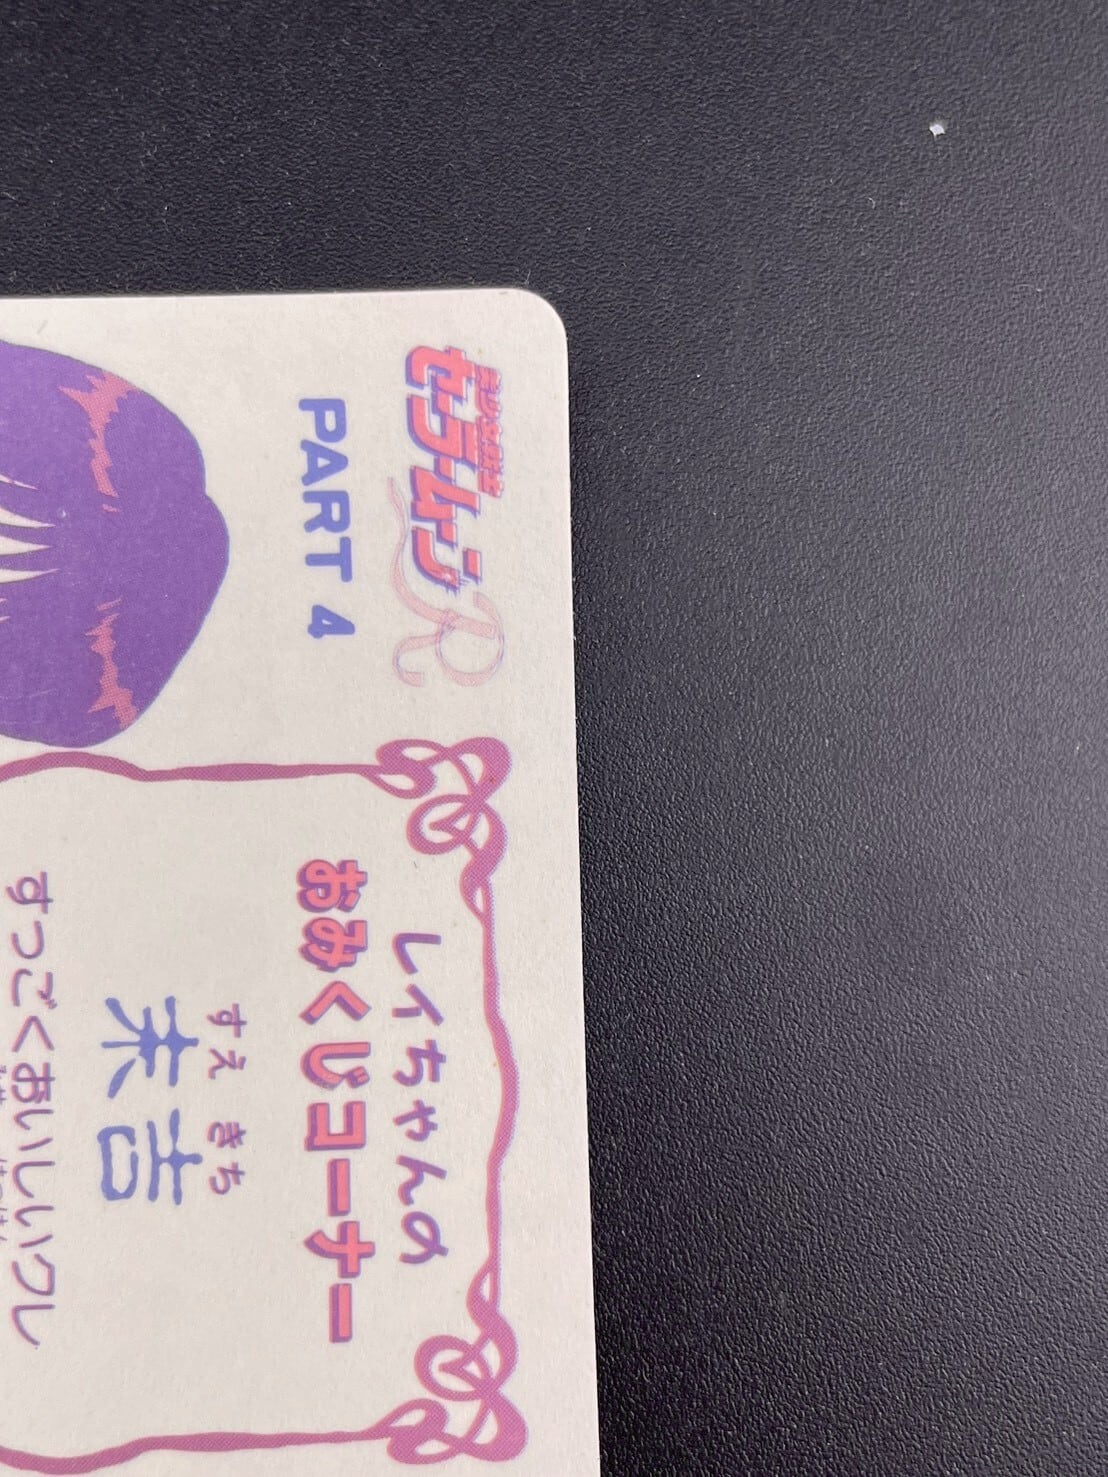 美少女戦士
セーラームーン
R
PART 4
レイちゃんの
おみくじコーナー
すえ きち
末吉
すっごくおいしいクレ